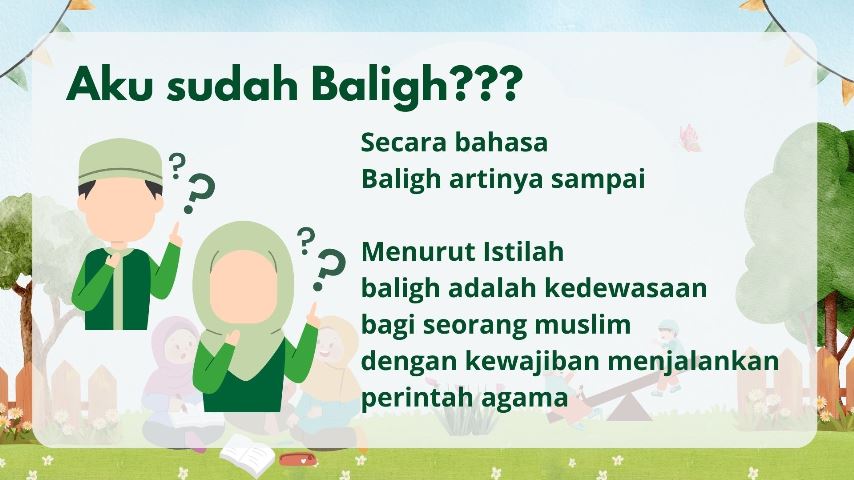 Aku sudah Baligh???
? ?
Secara bahasa
Baligh artinya sampai
? ?
Menurut Istilah
baligh adalah kedewasaan
bagi seorang muslim
dengan kewajiban menjalankan
perintah agama